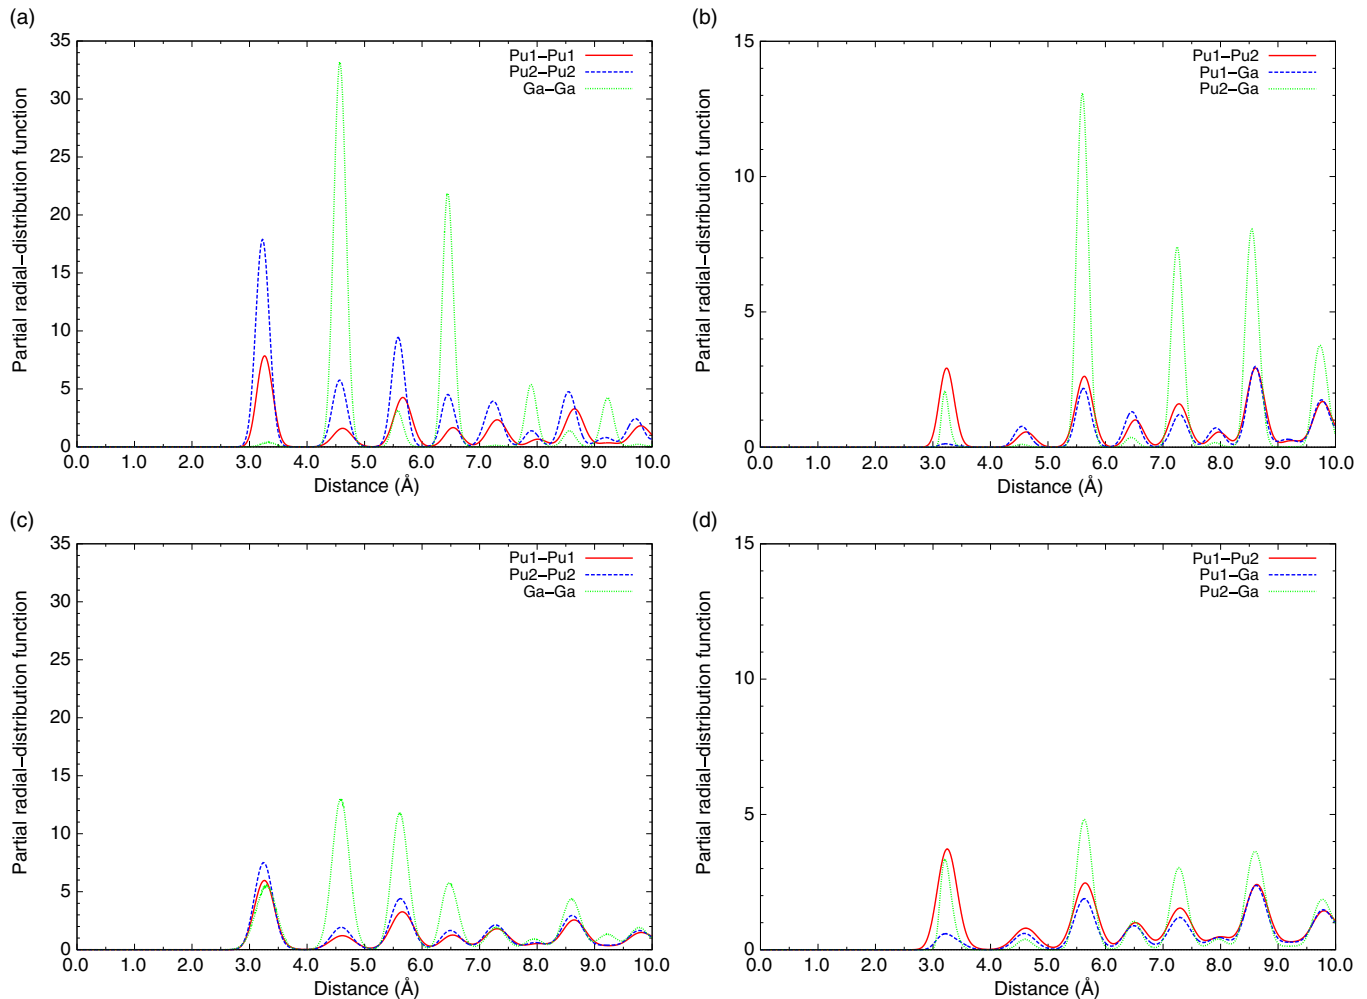 (a)
35
30
25
20
15
10
5
0
0.0 1.0 2.0 3.0 4.0 5.0 6.0 7.0 8.0 9.0 10.0
Partial radial−distribution function
Distance (Å)
Pu1−Pu1
Pu2−Pu2
Ga−Ga
(b)
15
10
5
0
0.0 1.0 2.0 3.0 4.0 5.0 6.0 7.0 8.0 9.0 10.0
Partial radial−distribution function
Distance (Å)
Pu1−Pu2
Pu1−Ga
Pu2−Ga
(c)
35
30
25
20
15
10
5
0
0.0 1.0 2.0 3.0 4.0 5.0 6.0 7.0 8.0 9.0 10.0
Partial radial−distribution function
Distance (Å)
Pu1−Pu1
Pu2−Pu2
Ga−Ga
(d)
15
10
5
0
0.0 1.0 2.0 3.0 4.0 5.0 6.0 7.0 8.0 9.0 10.0
Partial radial−distribution function
Distance (Å)
Pu1−Pu2
Pu1−Ga
Pu2−Ga